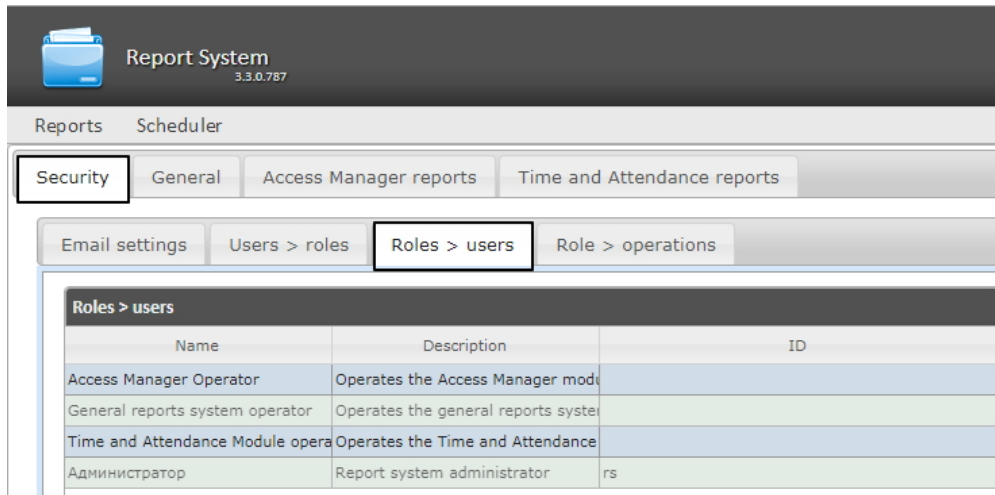 Report System
3.3.0.787
Reports Scheduler
Security General Access Manager reports Time and Attendance reports
Email settings Users > roles Roles > users Role > operations
Roles > users
Name Description ID
Access Manager Operator Operates the Access Manager modu
General reports system operator Operates the general reports syster
Time and Attendance Module opera Operates the Time and Attendance
Администратор Report system administrator rs